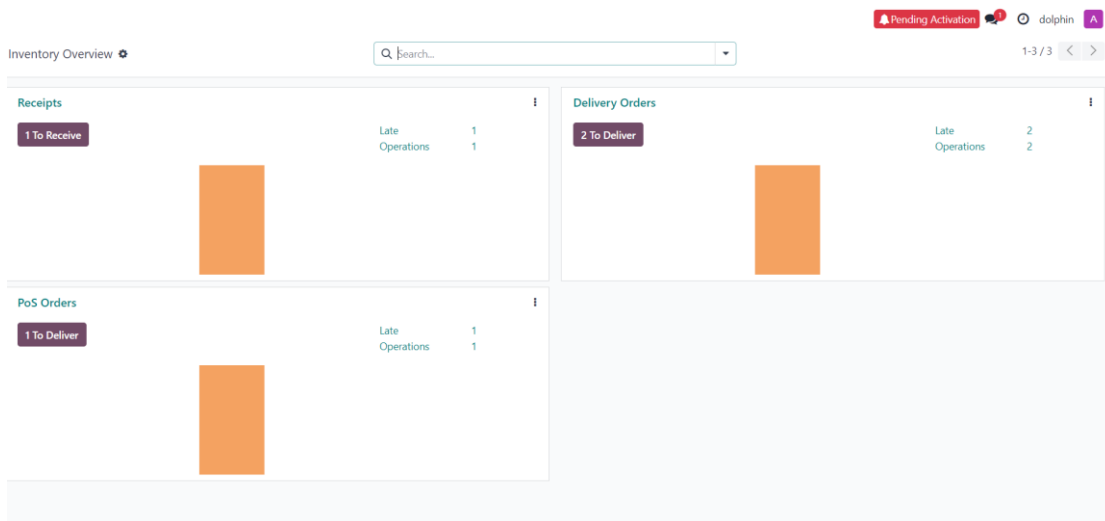 Pending Activation 1 dolphin A
Inventory Overview
Search...
1-3 / 3
Receipts
1 To Receive
Late 1
Operations 1
Delivery Orders
2 To Deliver
Late 2
Operations 2
PoS Orders
1 To Deliver
Late 1
Operations 1